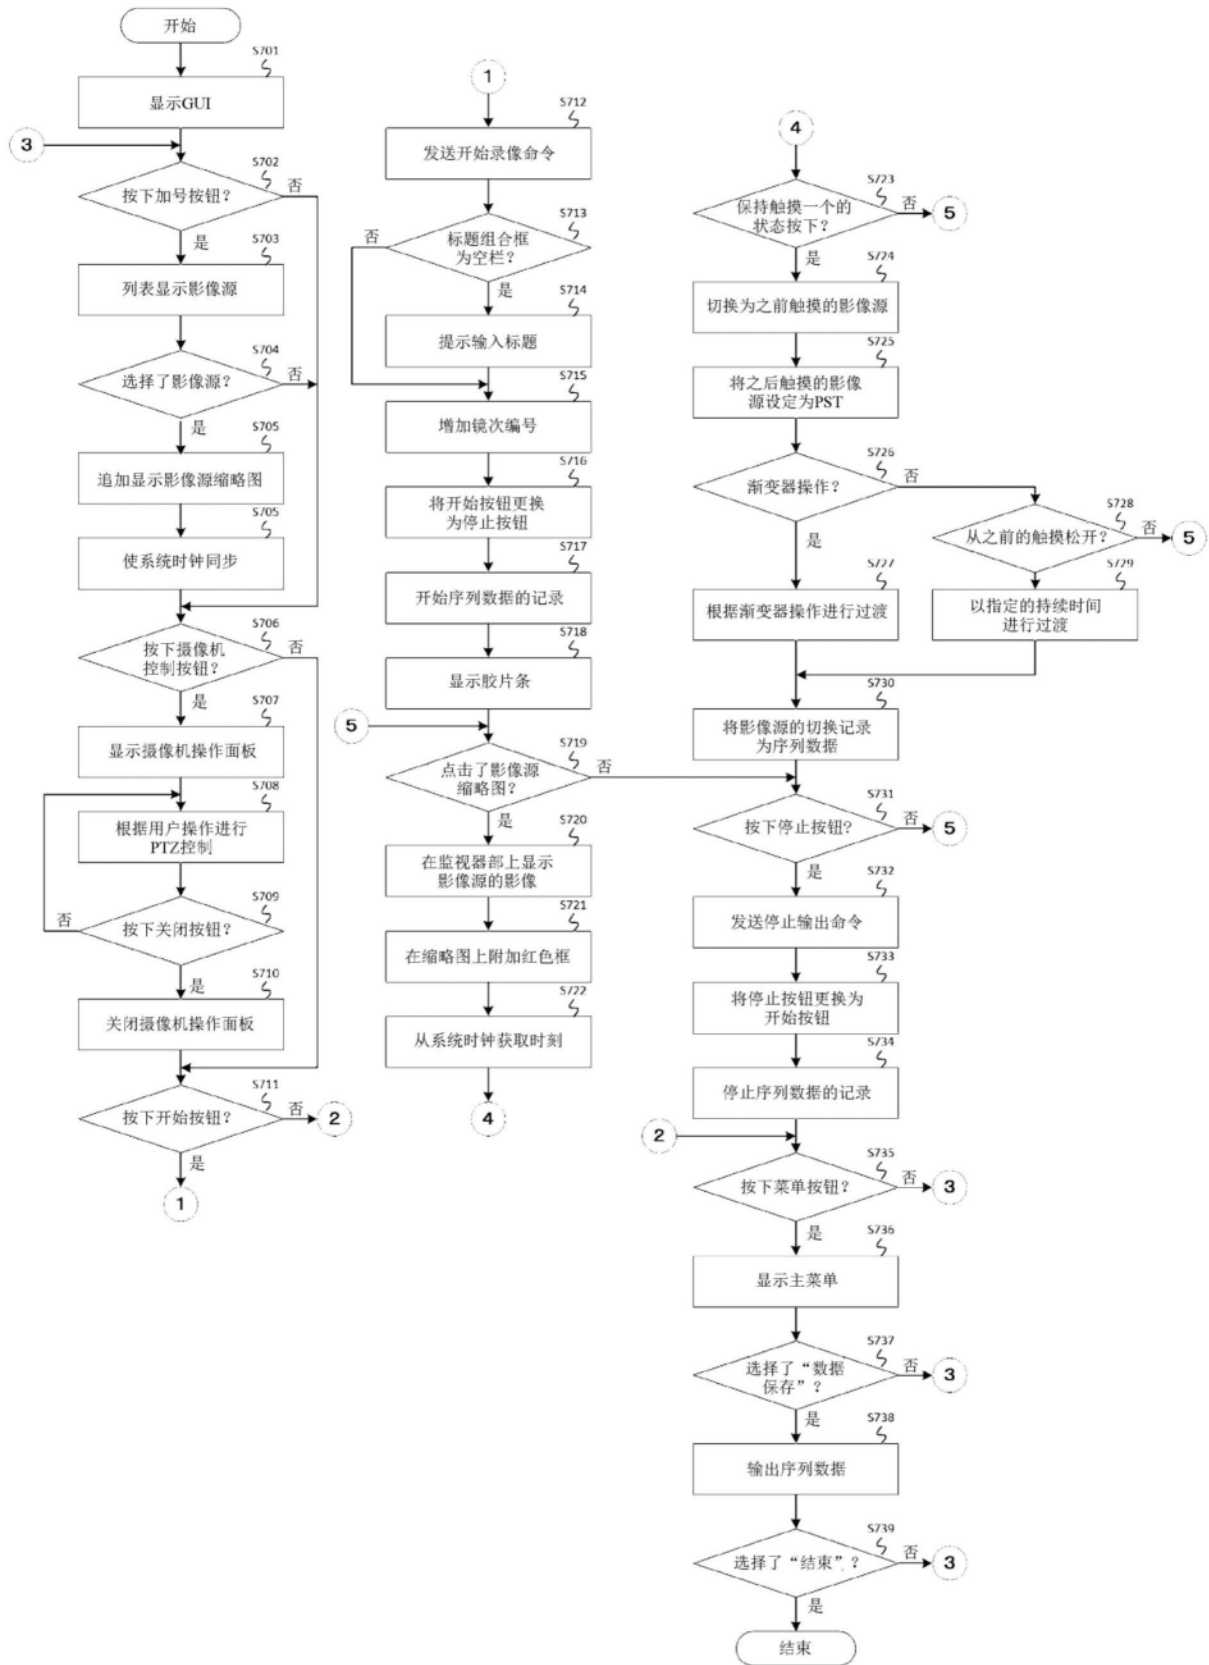 开始
S701
显示GUI
3
S702
按下加号按钮?
否
是
S703
列表显示影像源
S704
选择了影像源?
否
是
S705
追加显示影像源缩略图
S705
使系统时钟同步
S706
按下摄像机
控制按钮?
否
是
S707
显示摄像机操作面板
S708
根据用户操作进行
PTZ控制
S709
否
按下关闭按钮?
是
S710
关闭摄像机操作面板
S711
按下开始按钮?
否
2
是
1
1
S712
发送开始录像命令
S713
否
标题组合框
为空栏?
是
S714
提示输入标题
S715
增加镜次编号
S716
将开始按钮更换
为停止按钮
S717
开始序列数据的记录
S718
显示胶片条
5
S719
点击了影像源
缩略图?
否
是
S720
在监视器部上显示
影像源的影像
S721
在缩略图上附加红色框
S722
从系统时钟获取时刻
4
4
S723
保持触摸一个的
状态按下?
否
5
是
S724
切换为之前触摸的影像源
S725
将之后触摸的影像
源设定为PST
S726
渐变器操作?
否
是
S728
从之前的触摸松开?
否
5
S727
根据渐变器操作进行过渡
S729
以指定的持续时间
进行过渡
S730
将影像源的切换记录
为序列数据
S731
按下停止按钮?
否
5
是
S732
发送停止输出命令
S733
将停止按钮更换为
开始按钮
S734
停止序列数据的记录
2
S735
按下菜单按钮?
否
3
是
S736
显示主菜单
S737
选择了“数据
保存”?
否
3
是
S738
输出序列数据
S739
选择了“结束”?
否
3
是
结束